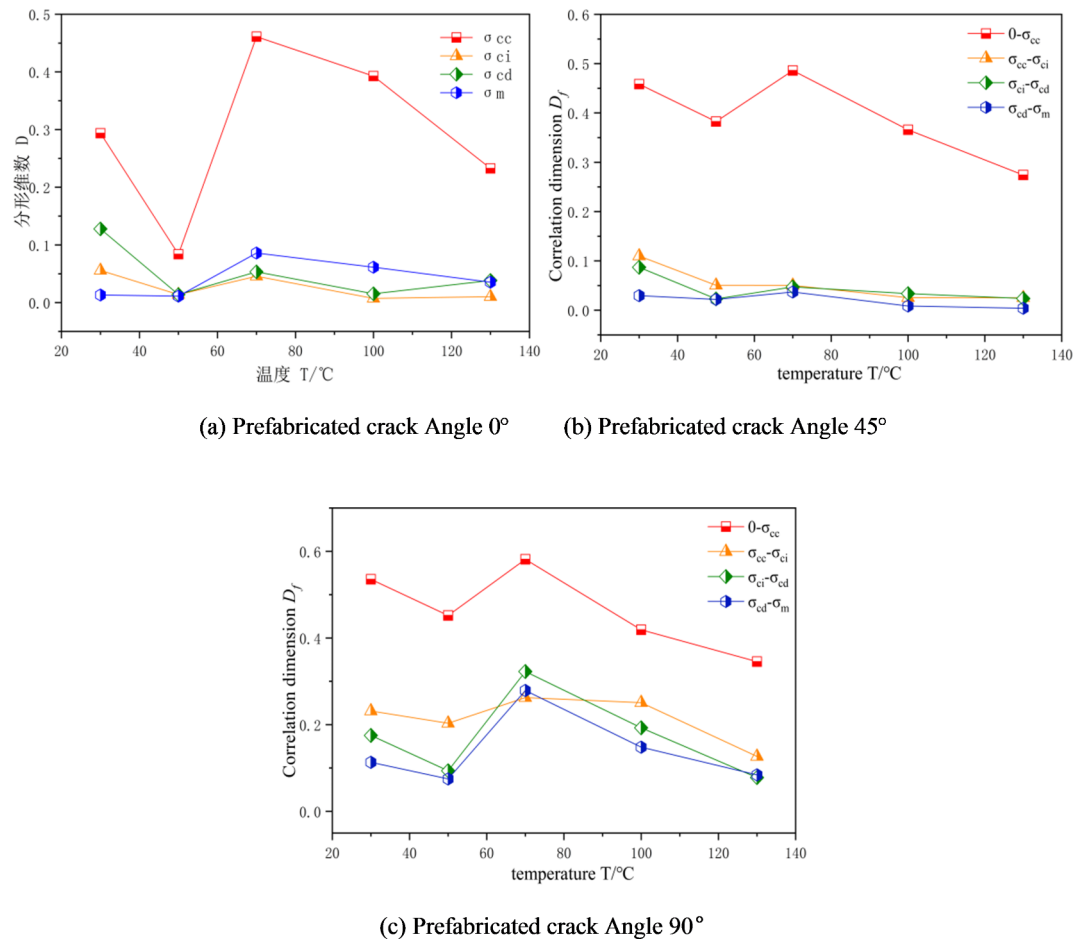 0.5
0.4
0.3
0.2
0.1
0.0
分形维数 D
20 40 60 80 100 120 140
温度 T/℃
σ cc
σ ci
σ cd
σ m
(a) Prefabricated crack Angle 0°
0.6
0.5
0.4
0.3
0.2
0.1
0.0
Correlation dimension Df
20 40 60 80 100 120 140
temperature T/℃
0-σcc
σcc-σci
σci-σcd
σcd-σm
(b) Prefabricated crack Angle 45°
0.6
0.4
0.2
0.0
Correlation dimension Df
20 40 60 80 100 120 140
temperature T/℃
0-σcc
σcc-σci
σci-σcd
σcd-σm
(c) Prefabricated crack Angle 90°